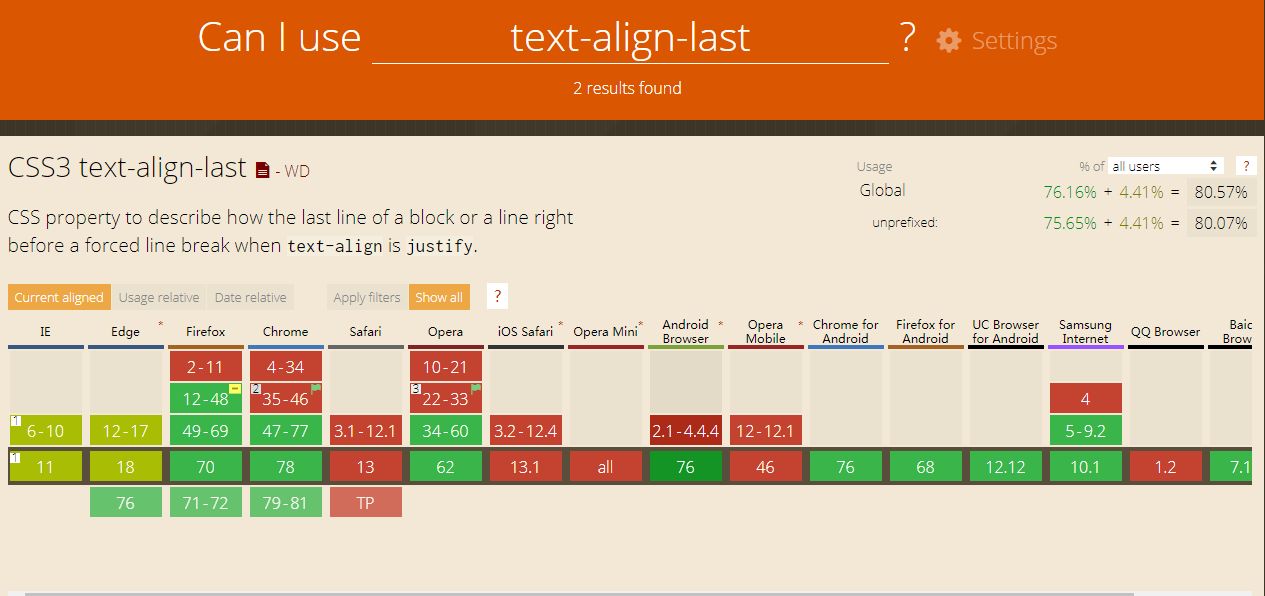 Can I use text-align-last ? Settings
2 results found
CSS3 text-align-last - WD
Usage % of all users ?
Global 76.16% + 4.41% = 80.57%
unprefixed: 75.65% + 4.41% = 80.07%
CSS property to describe how the last line of a block or a line right
before a forced line break when text-align is justify.
Current aligned Usage relative Date relative Apply filters Show all ?
IE Edge * Firefox Chrome Safari Opera iOS Safari * Opera Mini * Android Browser * Opera Mobile * Chrome for Android Firefox for Android UC Browser for Android Samsung Internet QQ Browser Baic Brow
2-11 4-34 10-21
12-48 2 35-46 3 22-33 4
1 6-10 12-17 49-69 47-77 3.1-12.1 34-60 3.2-12.4 2.1-4.4.4 12-12.1 5-9.2
1 11 18 70 78 13 62 13.1 all 76 46 76 68 12.12 10.1 1.2 7.1
76 71-72 79-81 TP